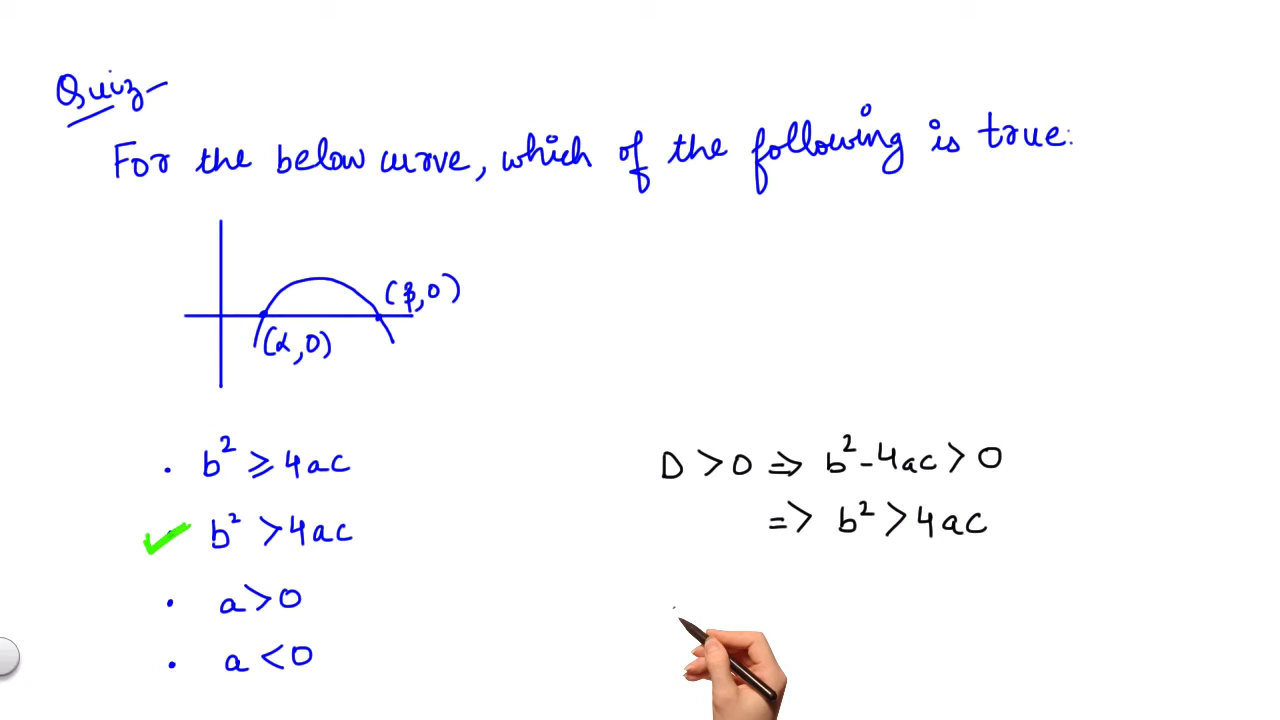 Quiz-
For the below curve, which of the following is true:
(β,0)
(α,0)
• b² ≥ 4ac
D > 0 => b² - 4ac > 0
• b² > 4ac
=> b² > 4ac
• a > 0
• a < 0